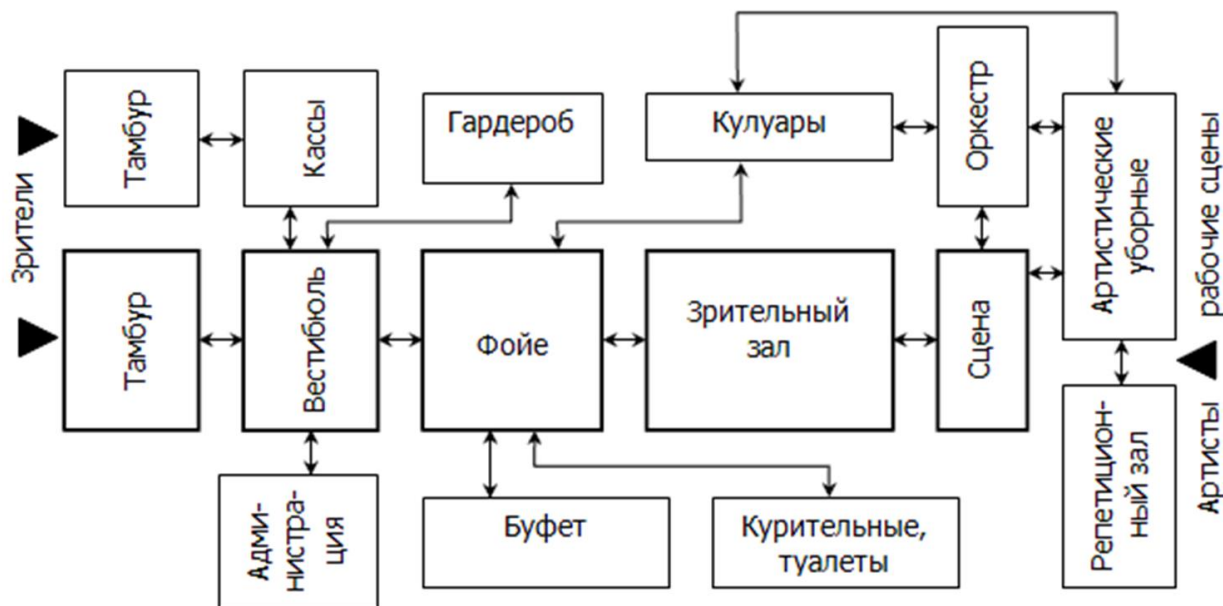 Зрители
Тамбур
Кассы
Гардероб
Кулуары
Оркестр
Артистические
уборные
рабочие сцены
Тамбур
Вестибюль
Фойе
Зрительный
зал
Сцена
Артисты
Адми-
нистра-
ция
Буфет
Курительные,
туалеты
Репетицион-
ный зал